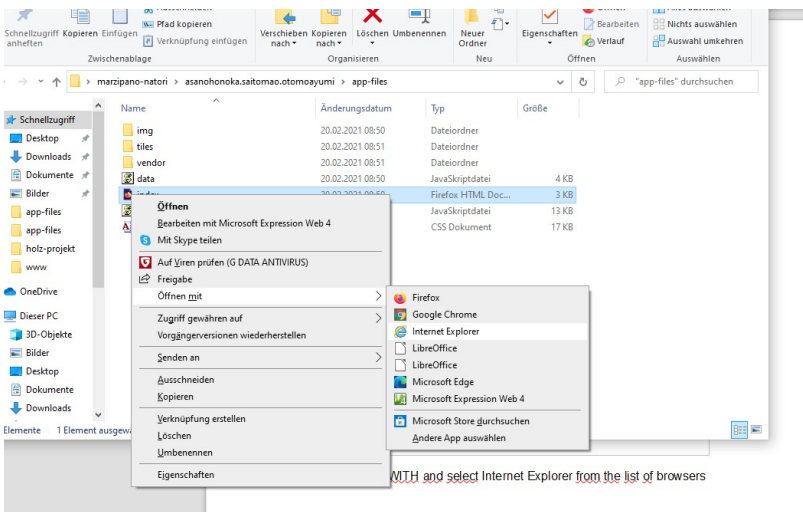 Pfad kopieren
Schnellzugriff Kopieren Einfügen
anheften
Verknüpfung einfügen
Zwischenablage
Verschieben Kopieren Löschen Umbenennen
nach nach
Organisieren
Neuer
Ordner
Neu
Eigenschaften
Bearbeiten
Verlauf
Öffnen
Nichts auswählen
Auswahl umkehren
Auswählen
marzipano-natori › asanohonoka.saitomao.otomoayumi › app-files
"app-files" durchsuchen
Name Änderungsdatum Typ Größe
img 20.02.2021 08:50 Dateiordner
tiles 20.02.2021 08:51 Dateiordner
vendor 20.02.2021 08:51 Dateiordner
data 20.02.2021 08:50 JavaScriptdatei 4 KB
Firefox HTML Doc... 3 KB
JavaScriptdatei 13 KB
CSS Dokument 17 KB
Schnellzugriff
Desktop
Downloads
Dokumente
Bilder
app-files
app-files
holz-projekt
www
OneDrive
Dieser PC
3D-Objekte
Bilder
Desktop
Dokumente
Downloads
Elemente 1 Element
Öffnen
Bearbeiten mit Microsoft Expression Web 4
Mit Skype teilen
Auf Viren prüfen (G DATA ANTIVIRUS)
Freigabe
Öffnen mit
Zugriff gewähren auf
Vorgängerversionen wiederherstellen
Senden an
Ausschneiden
Kopieren
Verknüpfung erstellen
Löschen
Umbenennen
Eigenschaften
Firefox
Google Chrome
Internet Explorer
LibreOffice
LibreOffice
Microsoft Edge
Microsoft Expression Web 4
Microsoft Store durchsuchen
Andere App auswählen
WITH and select Internet Explorer from the list of browsers